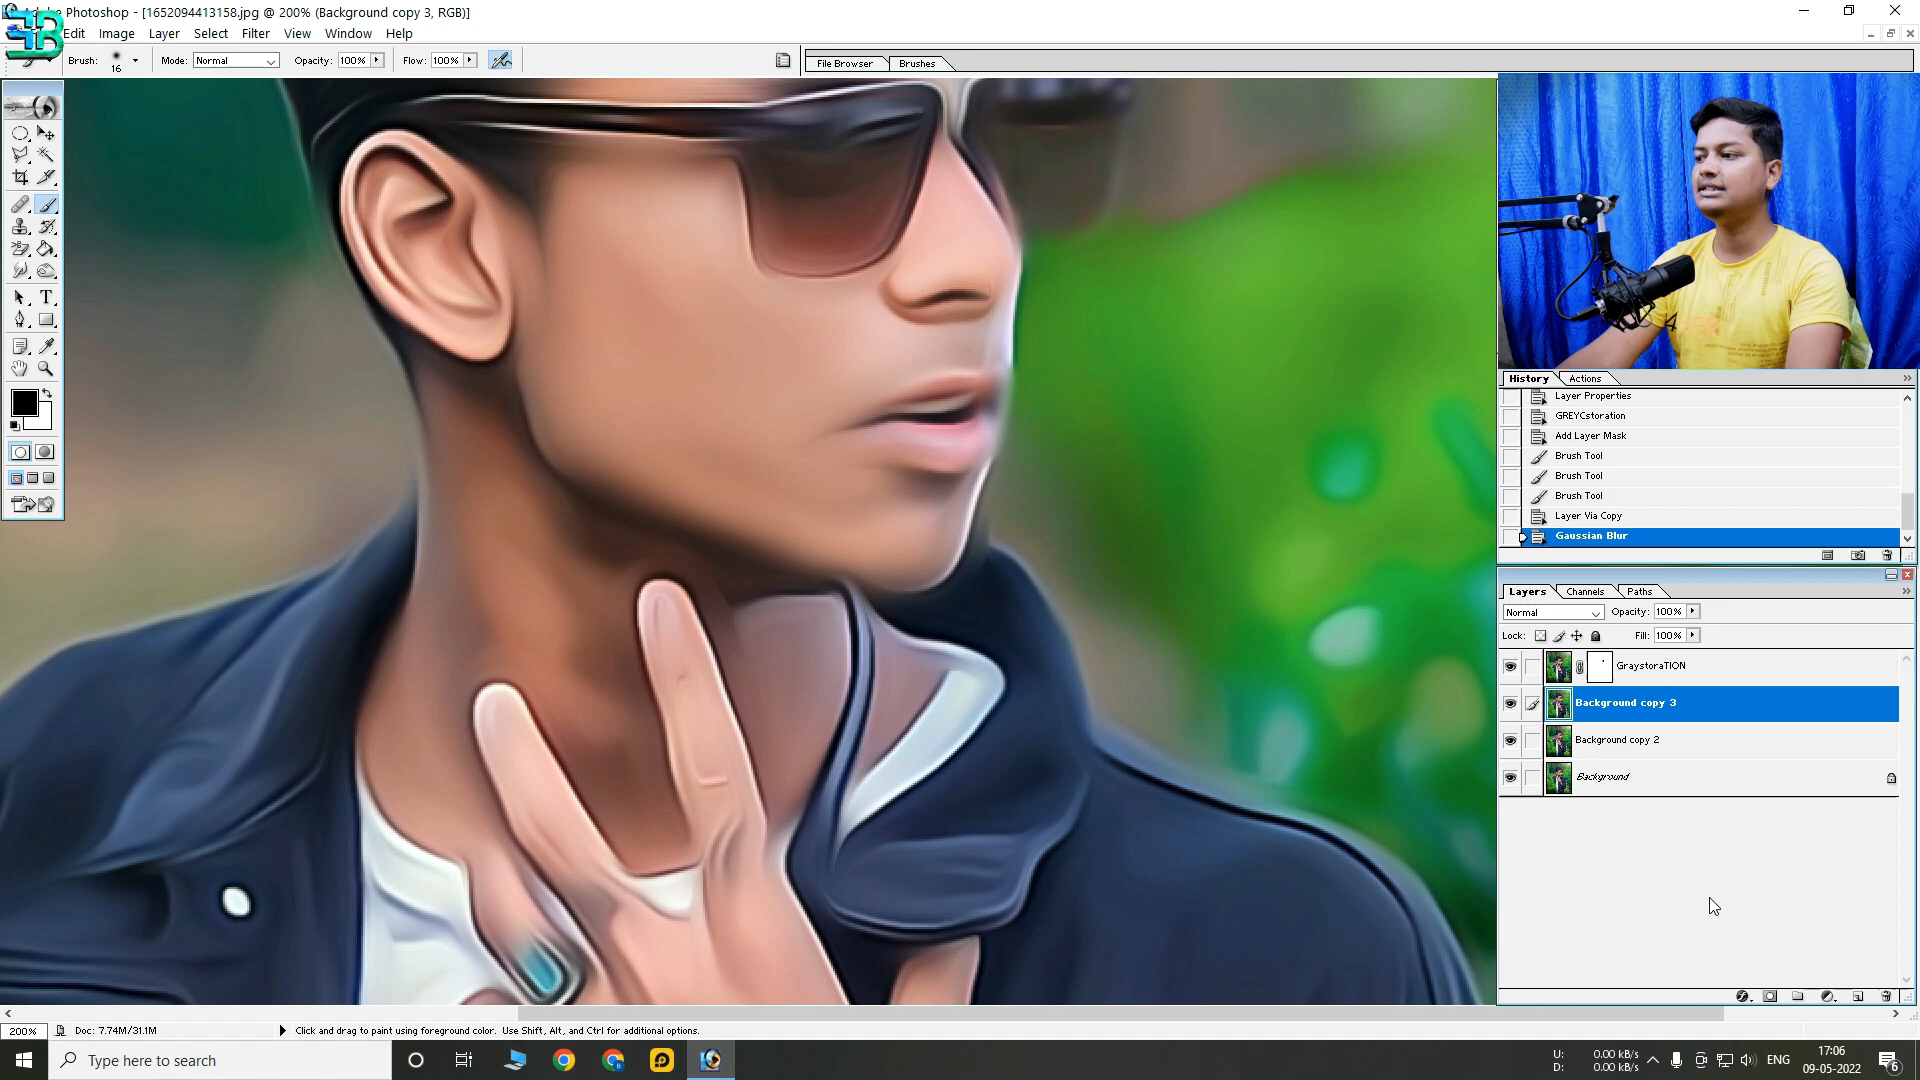 Photoshop - [1652094413158.jpg @ 200% (Background copy 3, RGB)]
Edit Image Layer Select Filter View Window Help
Brush: 16 Mode: Normal Opacity: 100% Flow: 100%
File Browser Brushes
History Actions
Layer Properties
GREYCstoration
Add Layer Mask
Brush Tool
Brush Tool
Brush Tool
Layer Via Copy
Gaussian Blur
Layers Channels Paths
Normal Opacity: 100%
Lock: Fill: 100%
GraystoraTION
Background copy 3
Background copy 2
Background
200% Doc: 7.74M/31.1M Click and drag to paint using foreground color. Use Shift, Alt, and Ctrl for additional options.
Type here to search
U: 0.00 kB/s
D: 0.00 kB/s
ENG
17:06
09-05-2022
6